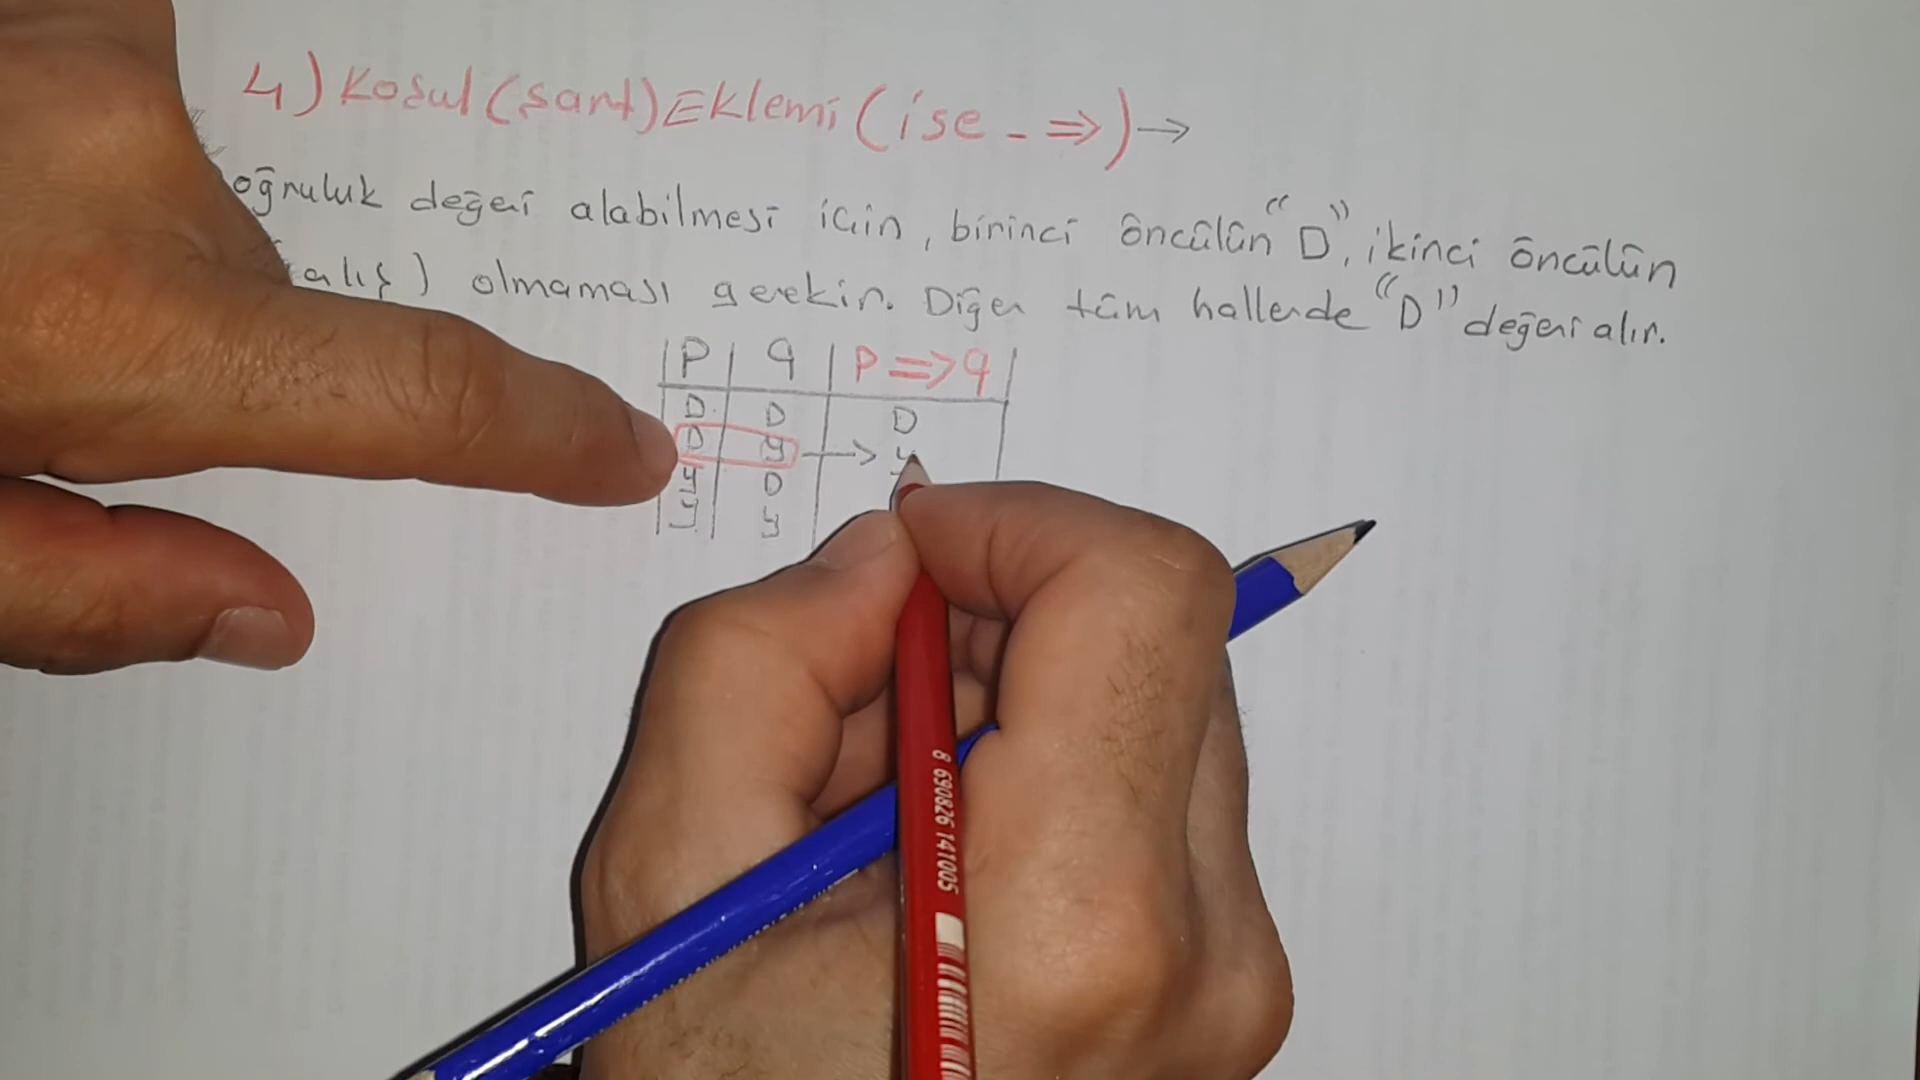 4) Koşul (şart) Eklemi (ise - ⇒) →
oğruluk değeri alabilmesi için, birinci öncülün "D", ikinci öncülün
alış) olmaması gerekir. Diğer tüm hallerde "D" değeri alır.
P q P ⇒ q
D D D
D y → y
y D
y y
8 690826 141005